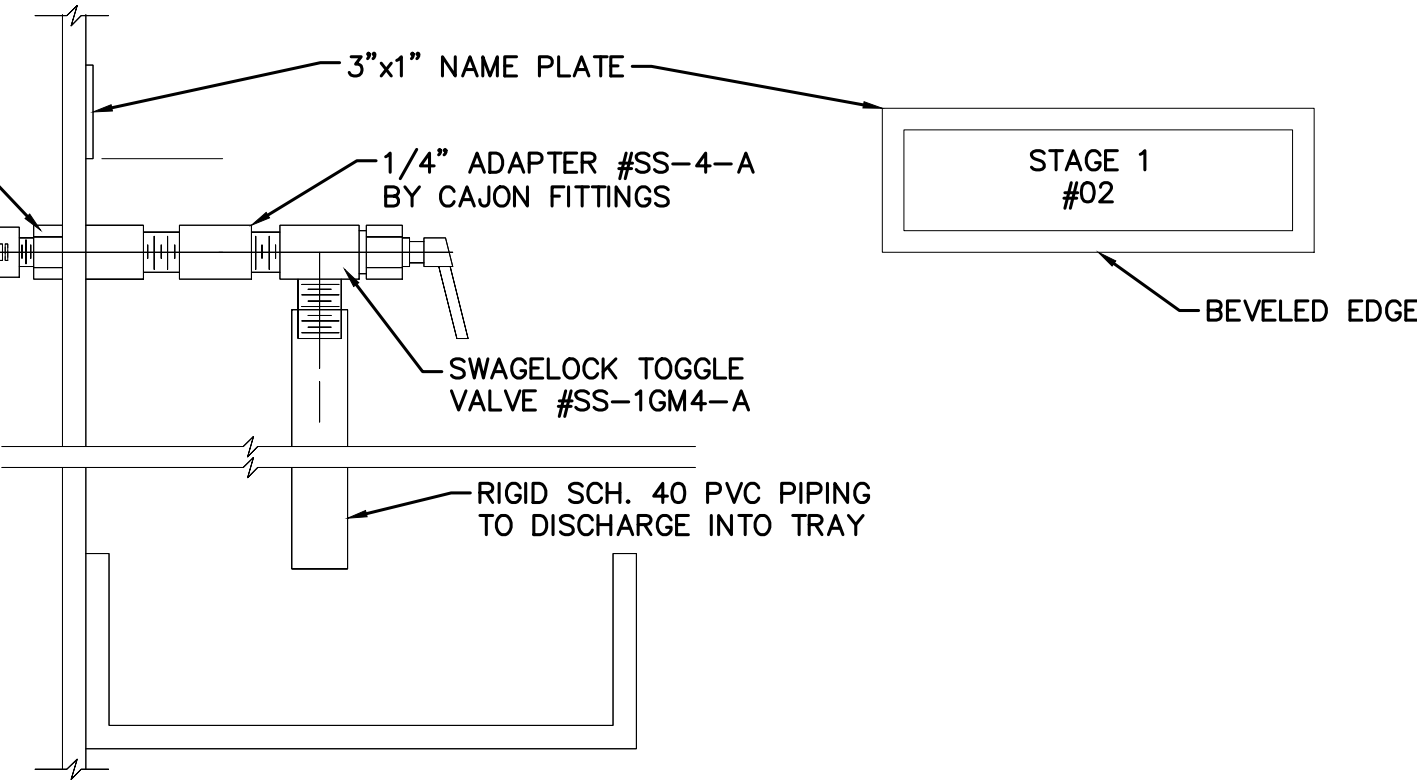 3”x1” NAME PLATE
1/4” ADAPTER #SS-4-A
BY CAJON FITTINGS
STAGE 1
#02
BEVELED EDGE
SWAGELOCK TOGGLE
VALVE #SS-1GM4-A
RIGID SCH. 40 PVC PIPING
TO DISCHARGE INTO TRAY